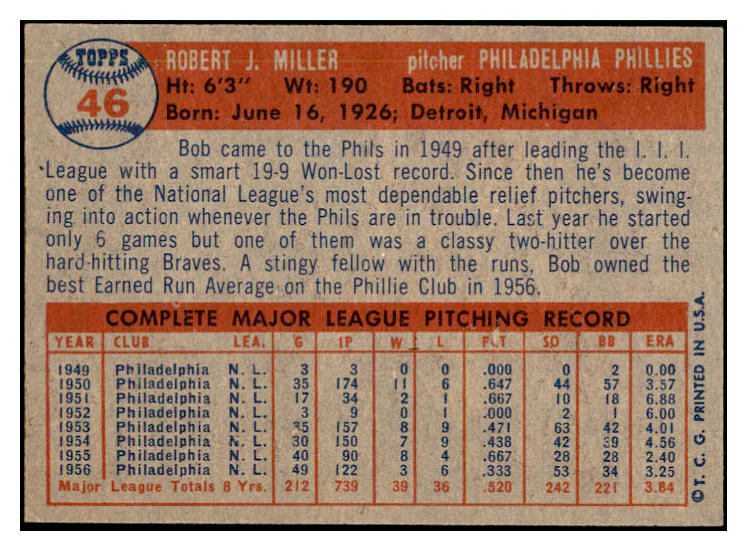 TOPPS
46
ROBERT J. MILLER pitcher PHILADELPHIA PHILLIES
Ht: 6'3" Wt: 190 Bats: Right Throws: Right
Born: June 16, 1926; Detroit, Michigan
Bob came to the Phils in 1949 after leading the I. I. I.
League with a smart 19-9 Won-Lost record. Since then he's become
one of the National League's most dependable relief pitchers, swing-
ing into action whenever the Phils are in trouble. Last year he started
only 6 games but one of them was a classy two-hitter over the
hard-hitting Braves. A stingy fellow with the runs, Bob owned the
best Earned Run Average on the Phillie Club in 1956.
COMPLETE MAJOR LEAGUE PITCHING RECORD
YEAR CLUB LEA. G IP W L PCT SO BB ERA
1949 Philadelphia N. L. 3 3 0 0 .000 0 2 0.00
1950 Philadelphia N. L. 35 174 11 6 .647 44 57 3.57
1951 Philadelphia N. L. 17 34 2 1 .667 10 18 6.88
1952 Philadelphia N. L. 3 9 0 1 .000 2 1 6.00
1953 Philadelphia N. L. 35 157 8 9 .471 63 42 4.01
1954 Philadelphia N. L. 30 150 7 9 .438 42 39 4.56
1955 Philadelphia N. L. 40 90 8 4 .667 28 28 2.40
1956 Philadelphia N. L. 49 122 3 6 .333 53 34 3.25
Major League Totals 8 Yrs. 212 739 39 36 .520 242 221 3.84
© T. C. G. PRINTED IN U.S.A.